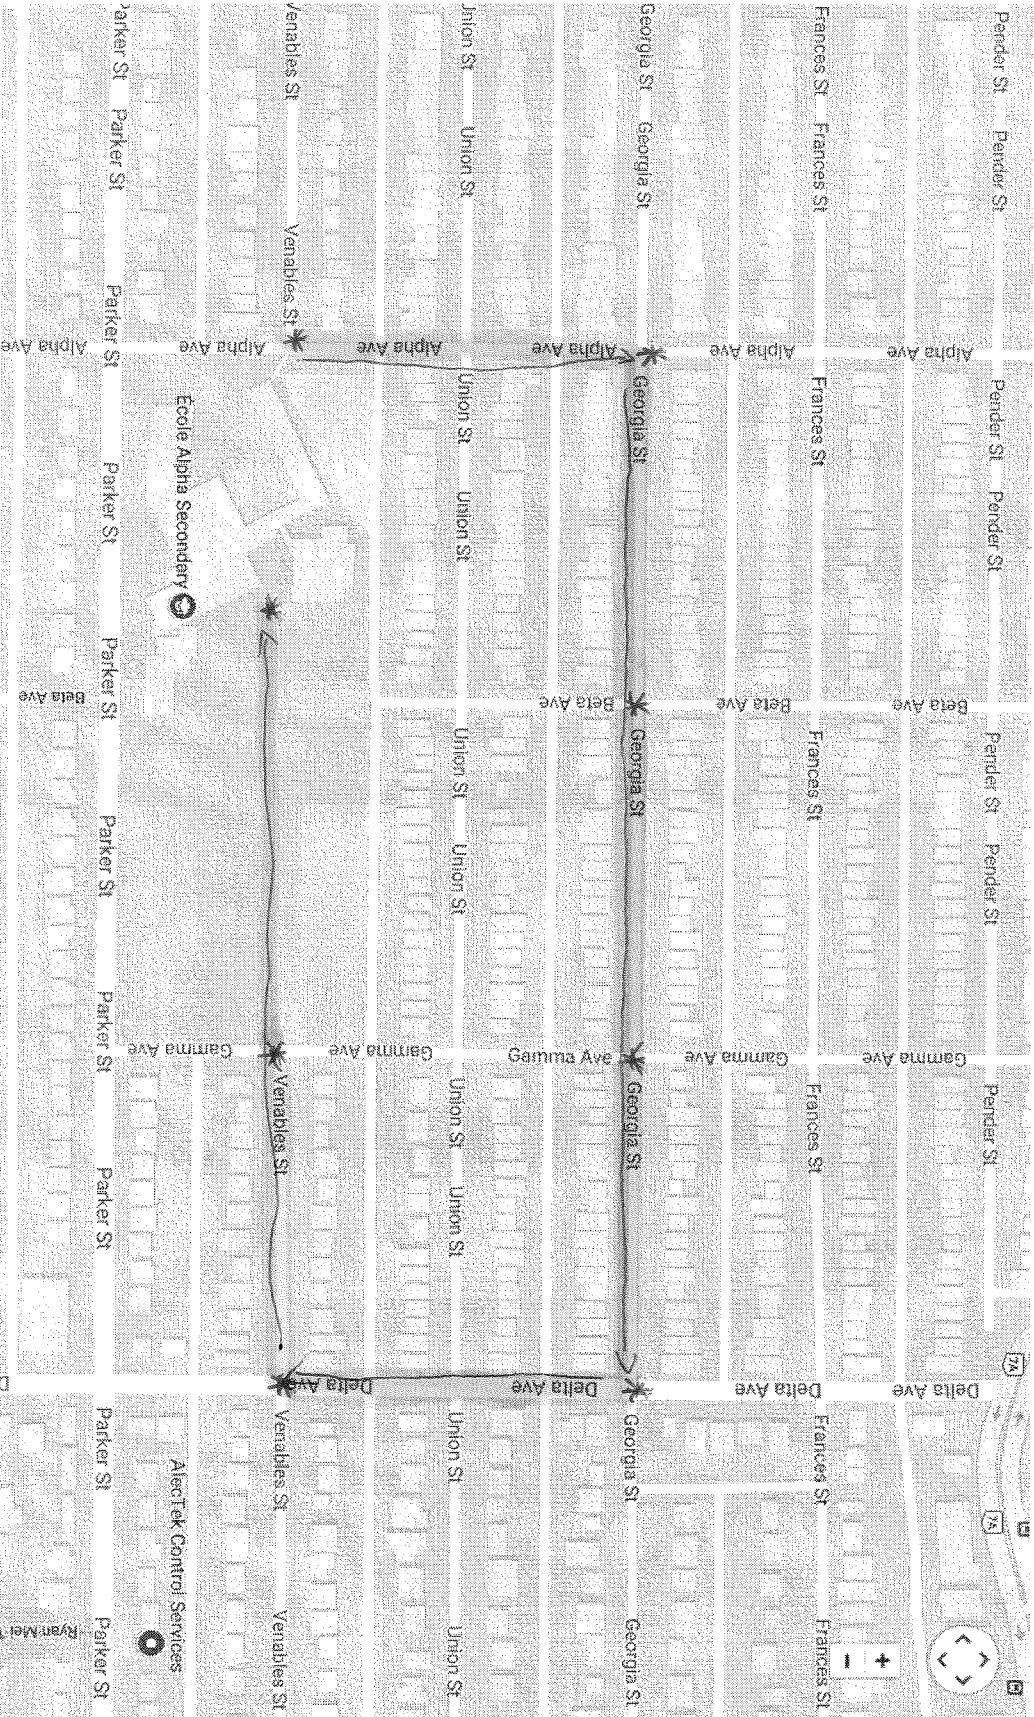 Pender St
Pender St
Pender St
Pender St
Pender St
Pender St
Pender St
Frances St
Frances St
Frances St
Frances St
Frances St
Frances St
Frances St
Georgia St
Georgia St
Georgia St
Georgia St
Georgia St
Georgia St
Georgia St
Union St
Union St
Union St
Union St
Union St
Union St
Union St
Union St
Union St
Union St
Venables St
Venables St
Venables St
Venables St
Venables St
Parker St
Parker St
Parker St
Parker St
Parker St
Parker St
Parker St
Parker St
Parker St
Parker St
Alpha Ave
Alpha Ave
Alpha Ave
Alpha Ave
Alpha Ave
Alpha Ave
Beta Ave
Beta Ave
Beta Ave
Beta Ave
Gamma Ave
Gamma Ave
Gamma Ave
Gamma Ave
Gamma Ave
Delta Ave
Delta Ave
Delta Ave
Delta Ave
École Alpha Secondary
AlecTek Control Services
7A
7A
+
−